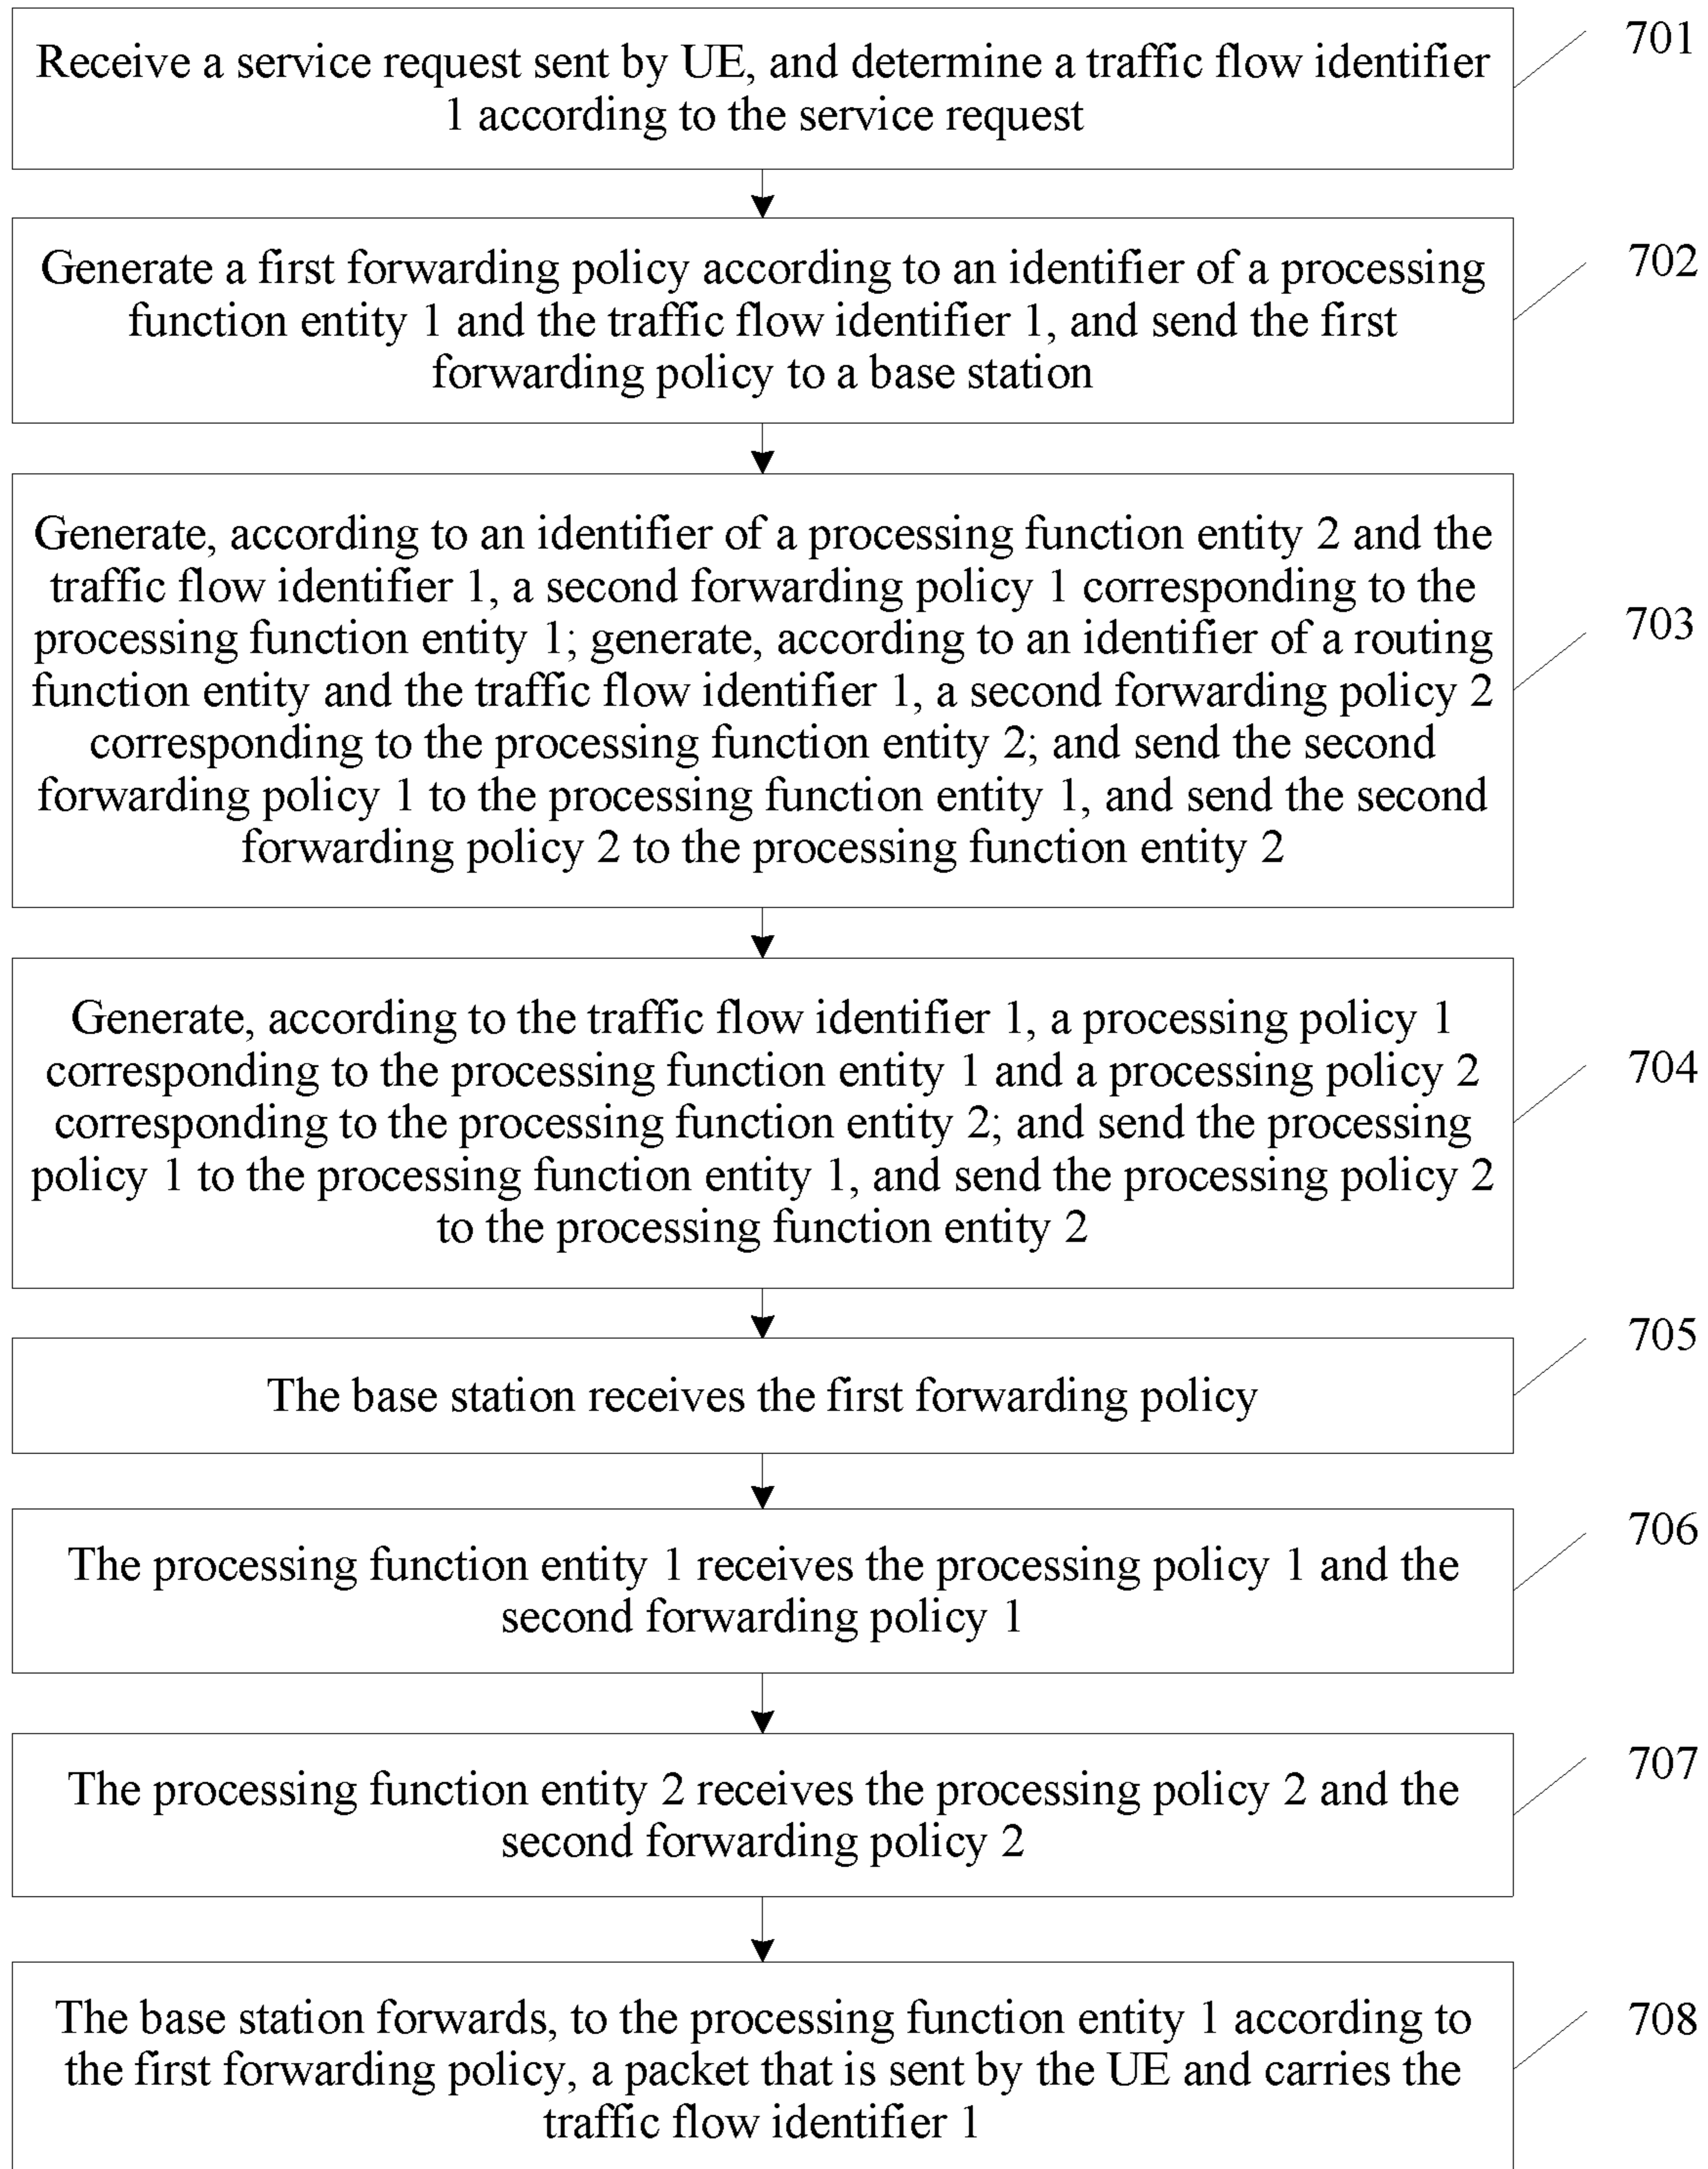 701
Receive a service request sent by UE, and determine a traffic flow identifier
1 according to the service request
702
Generate a first forwarding policy according to an identifier of a processing
function entity 1 and the traffic flow identifier 1, and send the first
forwarding policy to a base station
703
Generate, according to an identifier of a processing function entity 2 and the
traffic flow identifier 1, a second forwarding policy 1 corresponding to the
processing function entity 1; generate, according to an identifier of a routing
function entity and the traffic flow identifier 1, a second forwarding policy 2
corresponding to the processing function entity 2; and send the second
forwarding policy 1 to the processing function entity 1, and send the second
forwarding policy 2 to the processing function entity 2
704
Generate, according to the traffic flow identifier 1, a processing policy 1
corresponding to the processing function entity 1 and a processing policy 2
corresponding to the processing function entity 2; and send the processing
policy 1 to the processing function entity 1, and send the processing policy 2
to the processing function entity 2
705
The base station receives the first forwarding policy
706
The processing function entity 1 receives the processing policy 1 and the
second forwarding policy 1
707
The processing function entity 2 receives the processing policy 2 and the
second forwarding policy 2
708
The base station forwards, to the processing function entity 1 according to
the first forwarding policy, a packet that is sent by the UE and carries the
traffic flow identifier 1